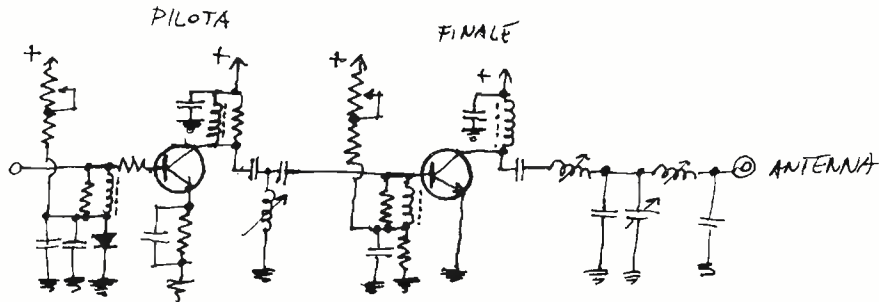 PILOTA
FINALE
+
+
+
+
ANTENNA